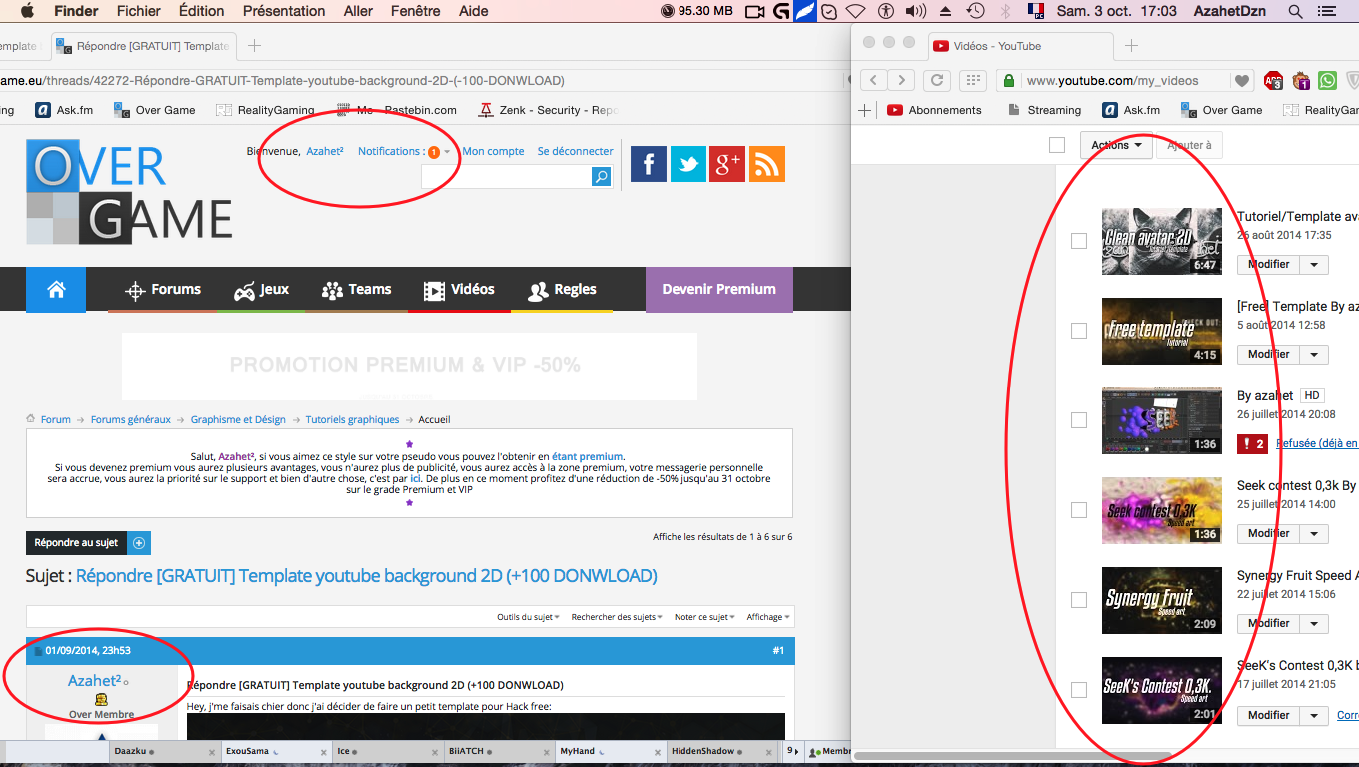 Finder Fichier Édition Présentation Aller Fenêtre Aide 95.30 MB Sam. 3 oct. 17:03 AzahetDzn
Répondre [GRATUIT] Template
ame.eu/threads/42272-Répondre-GRATUIT-Template-youtube-background-2D-(-100-DONWLOAD)
Ask.fm Over Game RealityGaming Me - Pastebin.com Zenk - Security - Repo
OVER GAME
Bienvenue, Azahet² Notifications : 1 Mon compte Se déconnecter
Forums Jeux Teams Vidéos Regles Devenir Premium
PROMOTION PREMIUM & VIP -50%
Forum → Forums généraux → Graphisme et Désign → Tutoriels graphiques → Accueil
Salut, Azahet², si vous aimez ce style sur votre pseudo vous pouvez l'obtenir en étant premium.
Si vous devenez premium vous aurez plusieurs avantages, vous n'aurez plus de publicité, vous aurez accès à la zone premium, votre messagerie personnelle
sera accrue, vous aurez la priorité sur le support et bien d'autre chose, c'est par ici. De plus en ce moment profitez d'une réduction de -50% jusqu'au 31 octobre
sur le grade Premium et VIP
Répondre au sujet
Affiche les résultats de 1 à 6 sur 6
Sujet : Répondre [GRATUIT] Template youtube background 2D (+100 DONWLOAD)
Outils du sujet Rechercher des sujets Noter ce sujet Affichage
01/09/2014, 23h53 #1
Azahet²
Over Membre
Répondre [GRATUIT] Template youtube background 2D (+100 DONWLOAD)
Hey, j'me faisais chier donc j'ai décider de faire un petit template pour Hack free:
Daazku ExouSama Ice BiiATCH MyHand HiddenShadow 9 Membr
Vidéos - YouTube
www.youtube.com/my_videos
Abonnements Streaming Ask.fm Over Game RealityGar
Actions Ajouter à
Clean avatar 2D
6:47
Tutoriel/Template ava
26 août 2014 17:35
Modifier
Free template
CHECK OUT:
Tutorial
4:15
[Free] Template By az
5 août 2014 12:58
Modifier
1:36
By azahet HD
26 juillet 2014 20:08
! 2 Refusée (déjà en
Seek contest 0,3K
Speed art
1:36
Seek contest 0,3k By
25 juillet 2014 14:00
Modifier
Synergy Fruit
Speed art.
2:09
Synergy Fruit Speed A
22 juillet 2014 15:06
Modifier
SeeK's Contest 0,3K.
Speed art
2:01
SeeK's Contest 0,3K b
17 juillet 2014 21:05
Modifier Corre